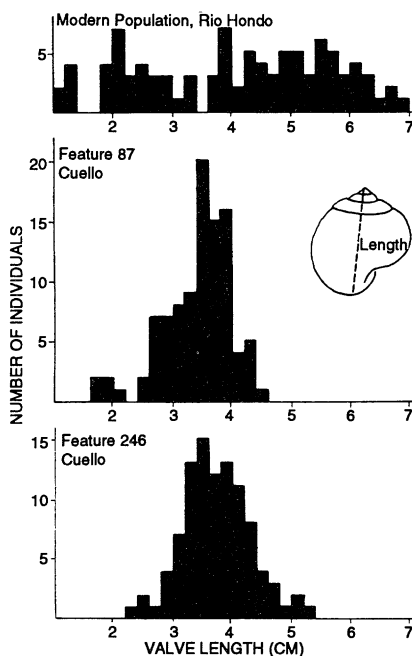 Modern Population, Rio Hondo
5
2 3 4 5 6 7
Feature 87
Cuello
20
15
10
5
Length
2 3 4 5 6 7
NUMBER OF INDIVIDUALS
Feature 246
Cuello
15
10
5
2 3 4 5 6 7
VALVE LENGTH (CM)